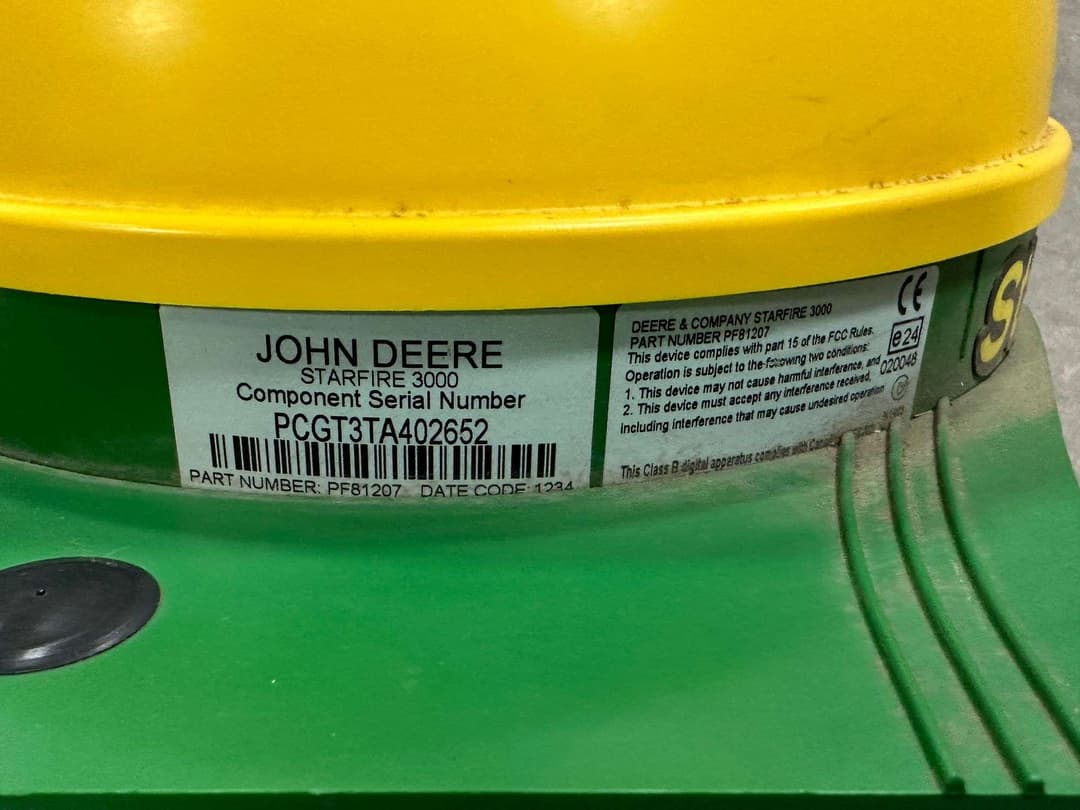 JOHN DEERE
STARFIRE 3000
Component Serial Number
PCGT3TA402652
PART NUMBER: PF81207 DATE CODE: 1234
DEERE & COMPANY STARFIRE 3000
PART NUMBER PF81207
This device complies with part 15 of the FCC Rules.
Operation is subject to the following two conditions:
1. This device may not cause harmful interference, and
2. This device must accept any interference received,
including interference that may cause undesired operation
This Class B digital apparatus complies with
CE
e24
020048
S